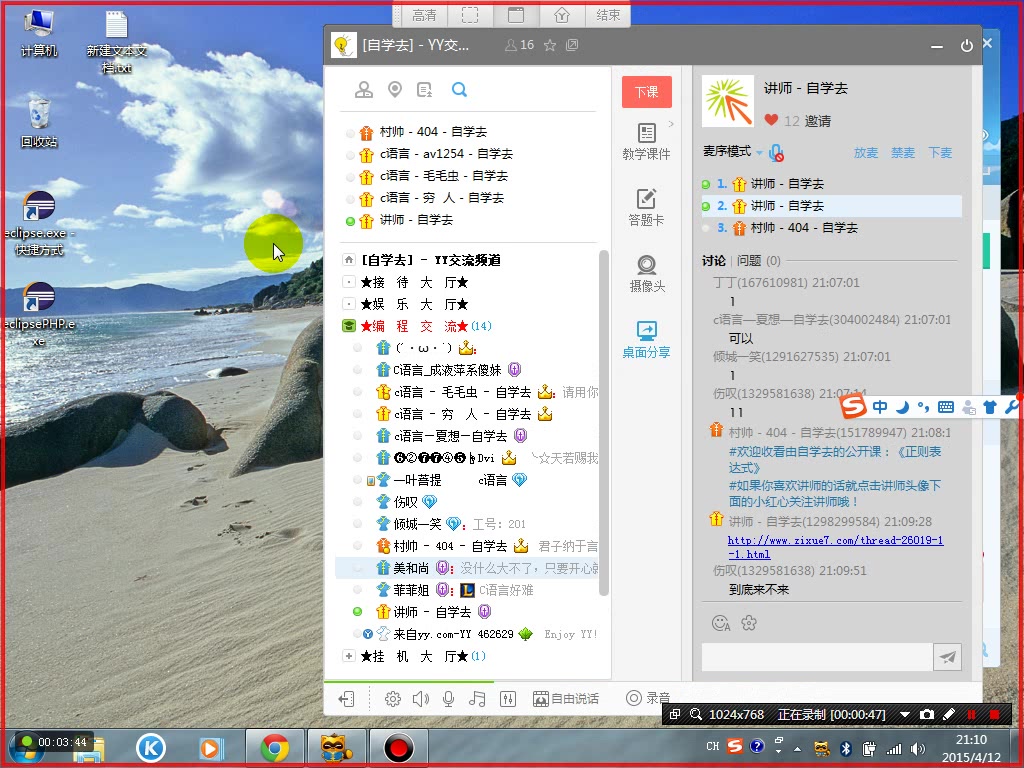 高清
结束
计算机
新建文本文
档.txt
回收站
eclipse.exe -
快捷方式
eclipsePHP.e
xe
[自学去] - YY交...
16
村帅 - 404 - 自学去
c语言 - av1254 - 自学去
c语言 - 毛毛虫 - 自学去
c语言 - 穷 人 - 自学去
讲师 - 自学去
[自学去] - YY交流频道
★接 待 大 厅★
★娱 乐 大 厅★
★编 程 交 流★(14)
(´･ω･`)
C语言_成液萍系傻妹
c语言 - 毛毛虫 - 自学去 请用你
c语言 - 穷 人 - 自学去
c语言—夏想—自学去
❻②❼❼④❺ Dvi ☆天若赐我
一叶菩提 c语言
伤叹
倾城一笑 : 工号: 201
村帅 - 404 - 自学去 君子纳于言
美和尚 : 没什么大不了，只要开心就
菲菲姐 : C语言好难
讲师 - 自学去
来自yy.com-YY 462629 Enjoy YY!
★挂 机 大 厅★(1)
自由说话
录音
下课
教学课件
答题卡
摄像头
桌面分享
讲师 - 自学去
12 邀请
麦序模式
放麦 禁麦 下麦
1. 讲师 - 自学去
2. 讲师 - 自学去
3. 村帅 - 404 - 自学去
讨论 | 问题 (0)
丁丁(167610981) 21:07:01
1
c语言—夏想—自学去(304002484) 21:07:01
可以
倾城一笑(1291627535) 21:07:01
1
伤叹(1329581638) 21:07:14
11
中
村帅 - 404 - 自学去(151789947) 21:08:1
#欢迎收看由自学去的公开课：《正则表
达式》
#如果你喜欢讲师的话就点击讲师头像下
面的小红心关注讲师哦！
讲师 - 自学去(1298299584) 21:09:28
http://www.zixue7.com/thread-26019-1
-1.html
伤叹(1329581638) 21:09:51
到底来不来
1024x768 正在录制 [00:00:47]
00:03:44
CH
21:10
2015/4/12